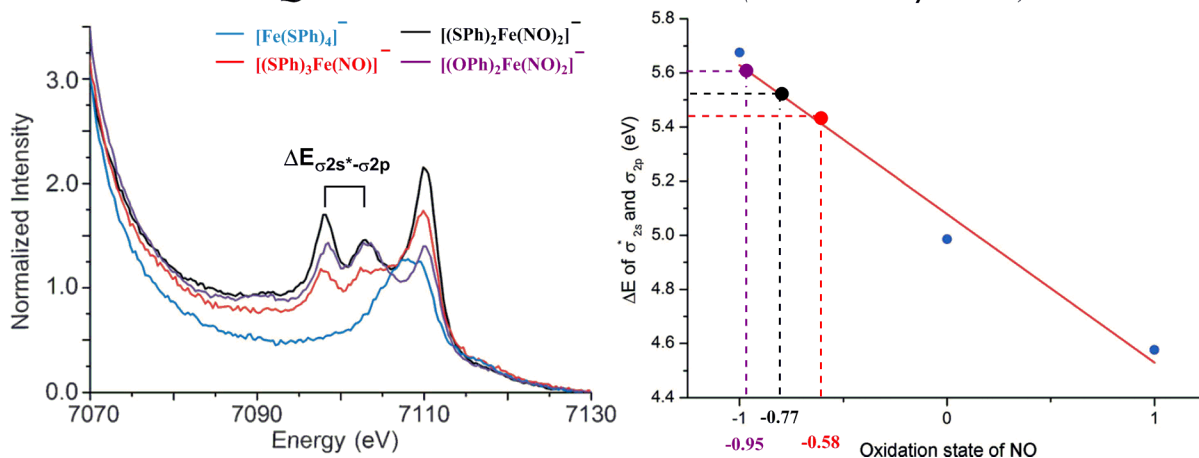 [Fe(SPh)4]−
[(SPh)2Fe(NO)2]−
[(SPh)3Fe(NO)]−
[(OPh)2Fe(NO)2]−
ΔEσ2s*-σ2p
Normalized Intensity
3.0
2.0
1.0
0.0
7070
7090
7110
7130
Energy (eV)
ΔE of σ*2s and σ2p (eV)
5.8
5.6
5.4
5.2
5.0
4.8
4.6
4.4
-1
-0.77
0
1
-0.95
-0.58
Oxidation state of NO